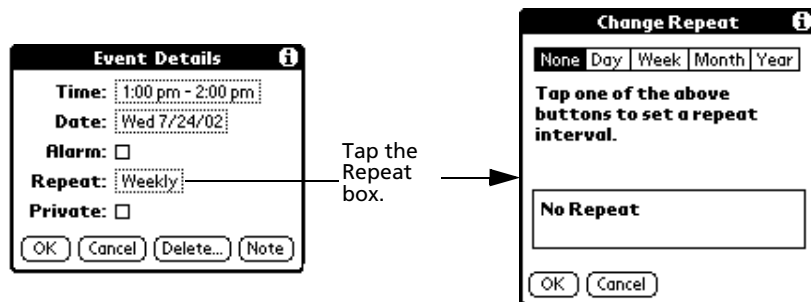 Event Details
Time: 1:00 pm - 2:00 pm
Date: Wed 7/24/02
Alarm:
Repeat: Weekly
Private:
OK Cancel Delete... Note
Tap the
Repeat
box.
Change Repeat
None Day Week Month Year
Tap one of the above
buttons to set a repeat
interval.
No Repeat
OK Cancel